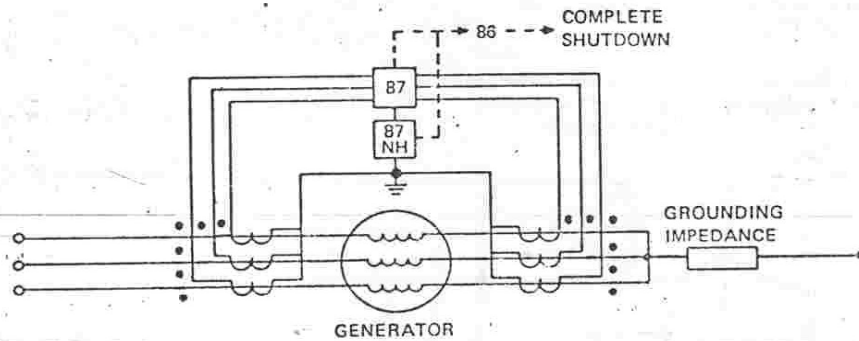 COMPLETE
SHUTDOWN
86
87
87
NH
GROUNDING
IMPEDANCE
GENERATOR